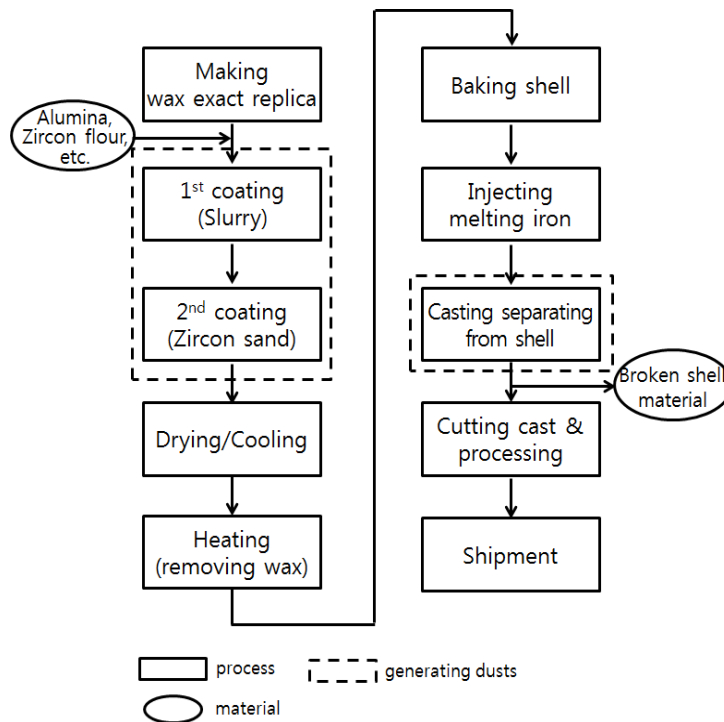 Making
wax exact replica
Alumina,
Zircon flour,
etc.
1st coating
(Slurry)
2nd coating
(Zircon sand)
Drying/Cooling
Heating
(removing wax)
Baking shell
Injecting
melting iron
Casting separating
from shell
Broken shell
material
Cutting cast &
processing
Shipment
process
generating dusts
material